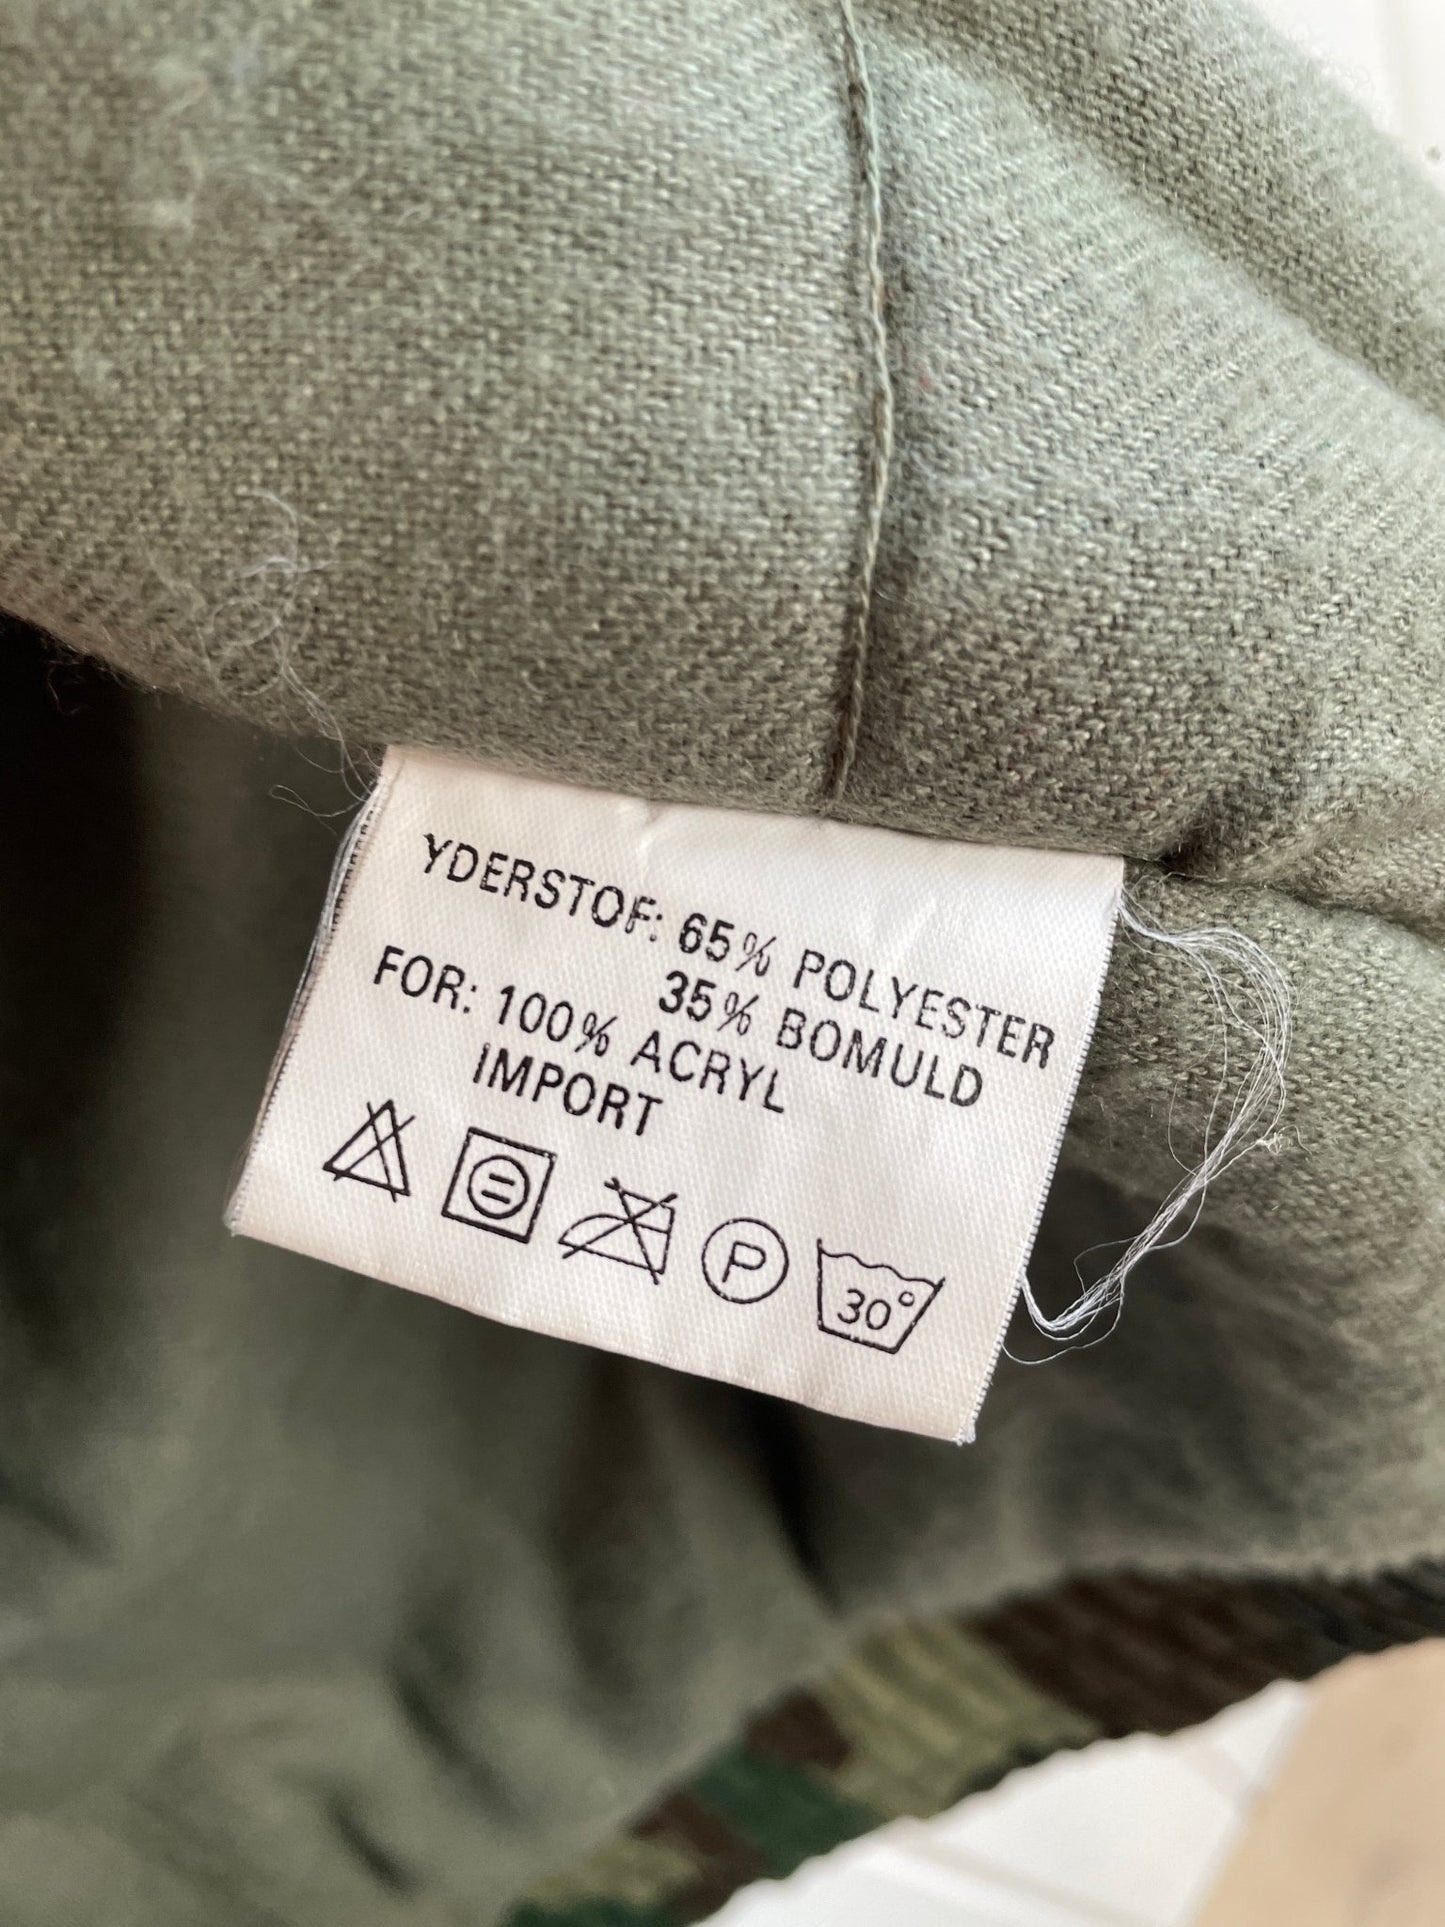 YDERSTOF: 65% POLYESTER
35% BOMULD
FOR: 100% ACRYL
IMPORT
P
30°